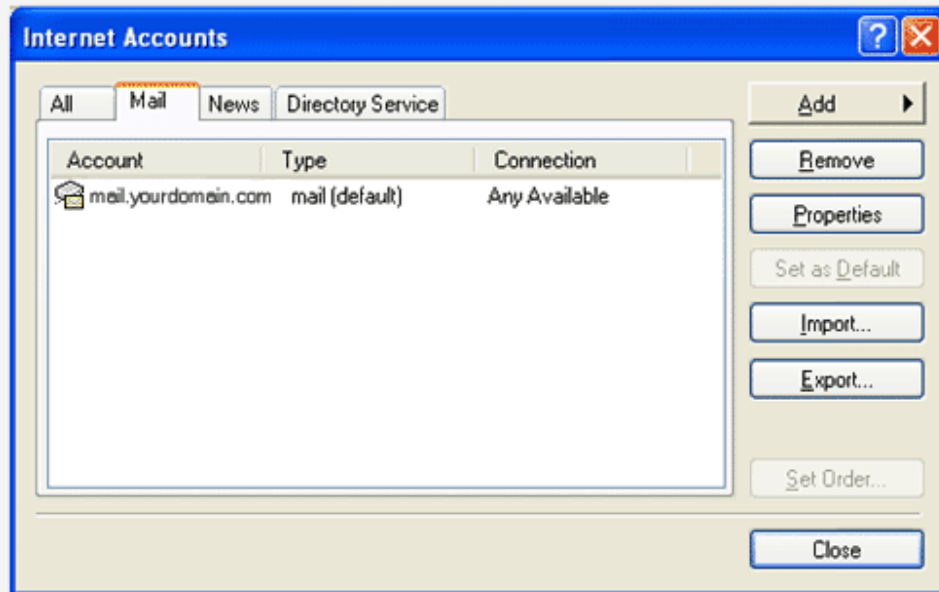 Internet Accounts
All Mail News Directory Service
Add
Account Type Connection
Remove
mail.yourdomain.com mail (default) Any Available
Properties
Set as Default
Import...
Export...
Set Order...
Close